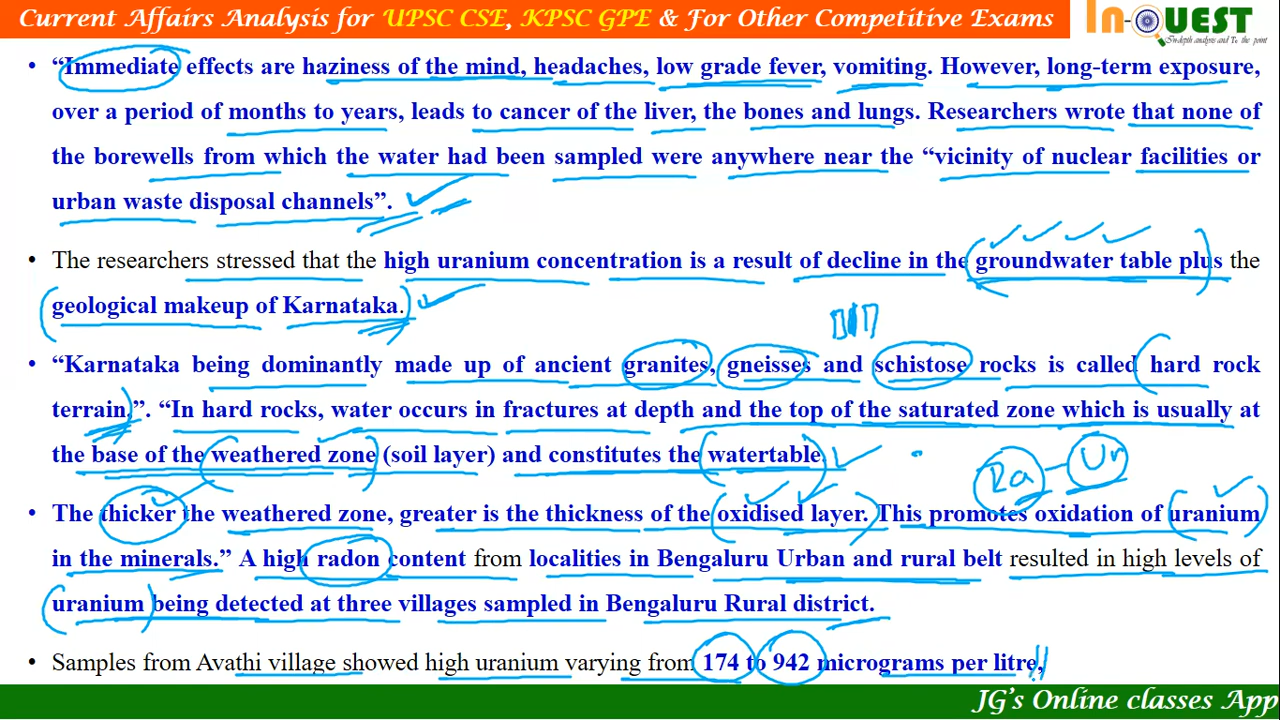 Current Affairs Analysis for UPSC CSE, KPSC GPE & For Other Competitive Exams
In-QUEST
In-depth analysis and To the point
• “Immediate effects are haziness of the mind, headaches, low grade fever, vomiting. However, long-term exposure,
over a period of months to years, leads to cancer of the liver, the bones and lungs. Researchers wrote that none of
the borewells from which the water had been sampled were anywhere near the “vicinity of nuclear facilities or
urban waste disposal channels”.
• The researchers stressed that the high uranium concentration is a result of decline in the groundwater table plus the
geological makeup of Karnataka.
• “Karnataka being dominantly made up of ancient granites, gneisses and schistose rocks is called hard rock
terrain,”. “In hard rocks, water occurs in fractures at depth and the top of the saturated zone which is usually at
the base of the weathered zone (soil layer) and constitutes the watertable.
Ra - Ur
• The thicker the weathered zone, greater is the thickness of the oxidised layer. This promotes oxidation of uranium
in the minerals.” A high radon content from localities in Bengaluru Urban and rural belt resulted in high levels of
uranium being detected at three villages sampled in Bengaluru Rural district.
• Samples from Avathi village showed high uranium varying from 174 to 942 micrograms per litre,
JG's Online classes App